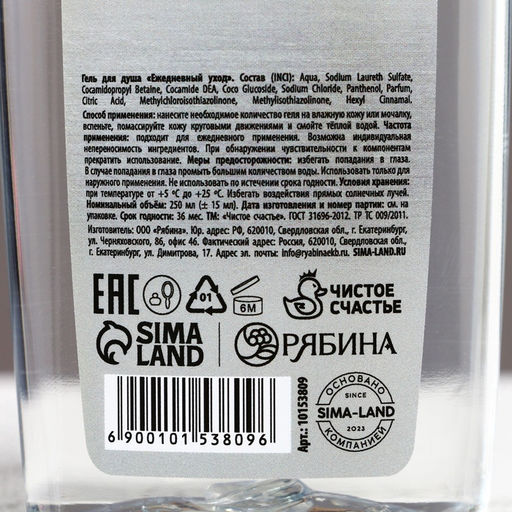 Гель для душа «Ежедневный уход». Состав (INCI): Aqua, Sodium Laureth Sulfate,
Cocamidopropyl Betaine, Cocamide DEA, Coco Glucoside, Sodium Chloride, Panthenol, Parfum,
Citric Acid, Methylchloroisothiazolinone, Methylisothiazolinone, Hexyl Cinnamal.
Способ применения: нанесите необходимое количество геля на влажную кожу или мочалку,
вспеньте, помассируйте кожу круговыми движениями и смойте тёплой водой. Частота
применения: подходит для ежедневного применения. Возможна индивидуальная
непереносимость ингредиентов. При обнаружении чувствительности к компонентам
прекратить использование. Меры предосторожности: избегать попадания в глаза.
В случае попадания в глаза промыть большим количеством воды. Использовать только для
наружного применения. Не использовать по истечении срока годности. Условия хранения:
при температуре от +5 °С до +25 °С. Избегать воздействия прямых солнечных лучей.
Номинальный объём: 250 мл (± 15 мл). Дата изготовления и номер партии: см. на
упаковке. Срок годности: 36 мес. ТМ: «Чистое счастье». ГОСТ 31696-2012. ТР ТС 009/2011.
Изготовитель: ООО «Рябина». Юр. адрес: РФ, 620010, Свердловская обл., г. Екатеринбург,
ул. Черняховского, 86, офис 46. Фактический адрес: Россия, 620010, Свердловская обл.,
г. Екатеринбург, ул. Димитрова, 17. Адрес эл. почты: info@ryabinaekb.ru. SIMA-LAND.RU
ЕАС
01
6М
ЧИСТОЕ
СЧАСТЬЕ
SIMA
LAND
РЯБИНА
6 900101 538096
Арт.: 10153809
ОСНОВАНО
SINCE
SIMA-LAND
2023
КОМПАНИЕЙ